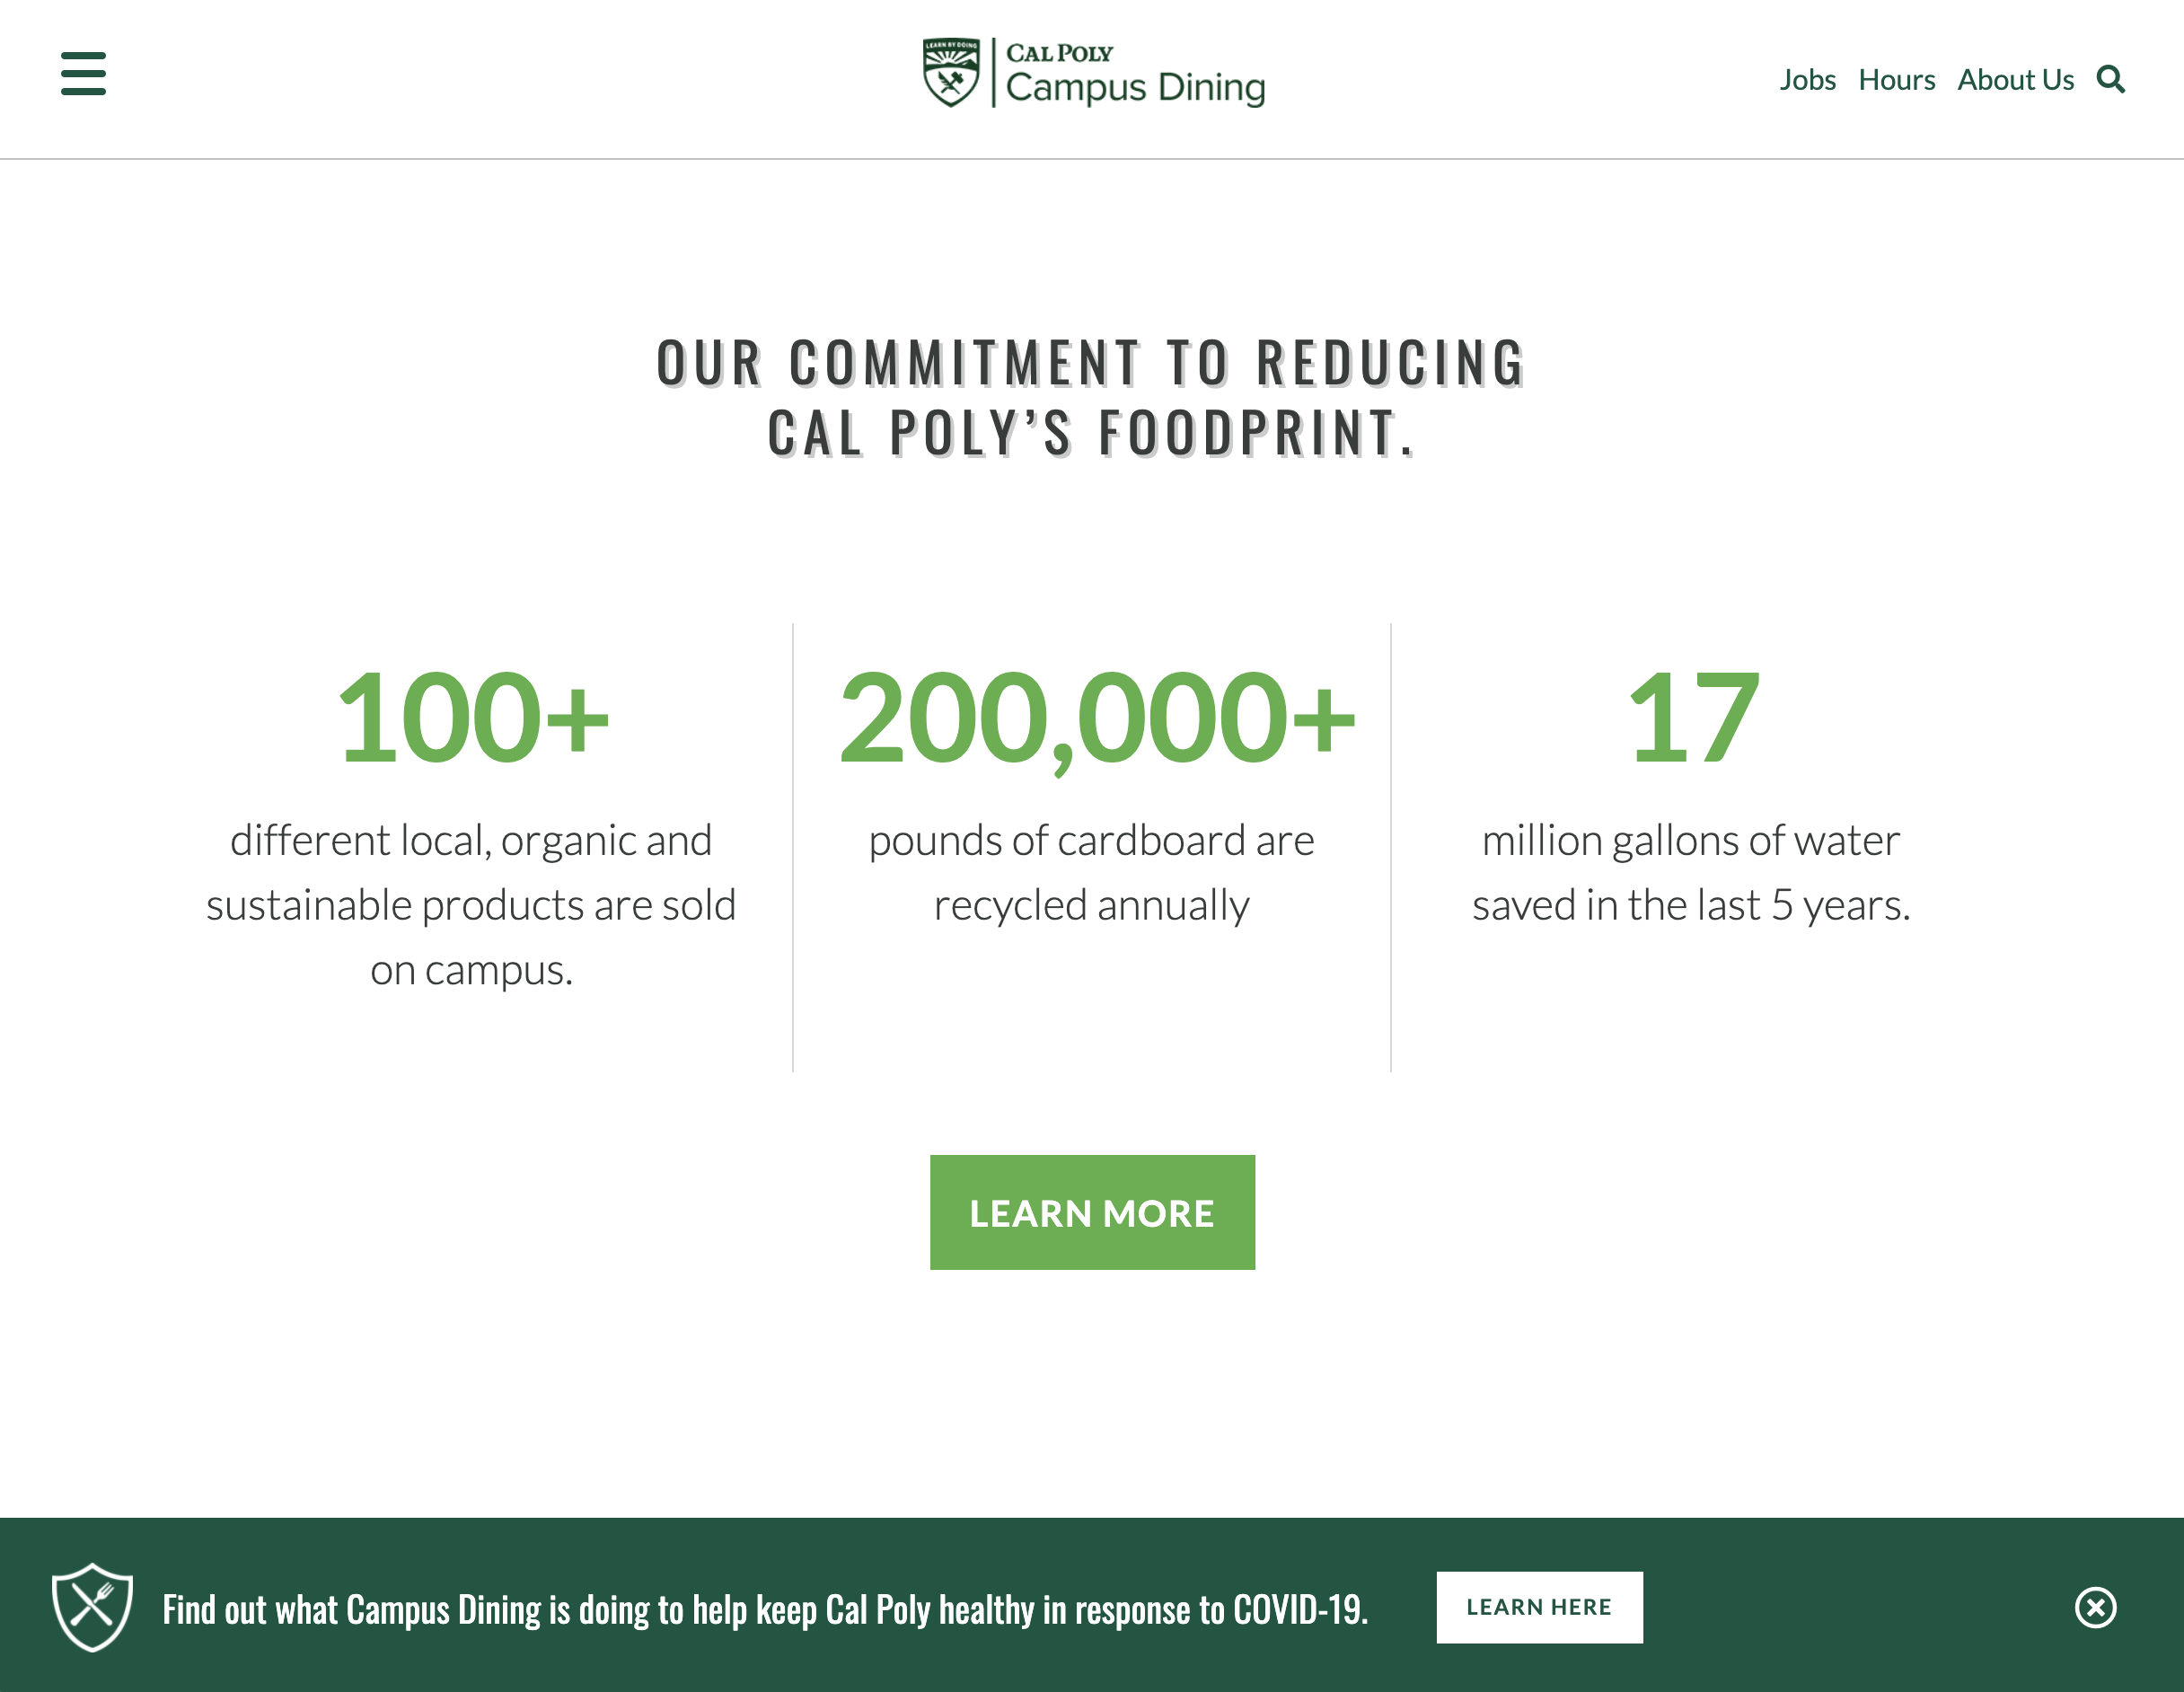 LEARN BY DOING
CAL POLY
Campus Dining
Jobs Hours About Us
OUR COMMITMENT TO REDUCING
CAL POLY’S FOODPRINT.
100+
different local, organic and
sustainable products are sold
on campus.
200,000+
pounds of cardboard are
recycled annually
17
million gallons of water
saved in the last 5 years.
LEARN MORE
Find out what Campus Dining is doing to help keep Cal Poly healthy in response to COVID-19.
LEARN HERE